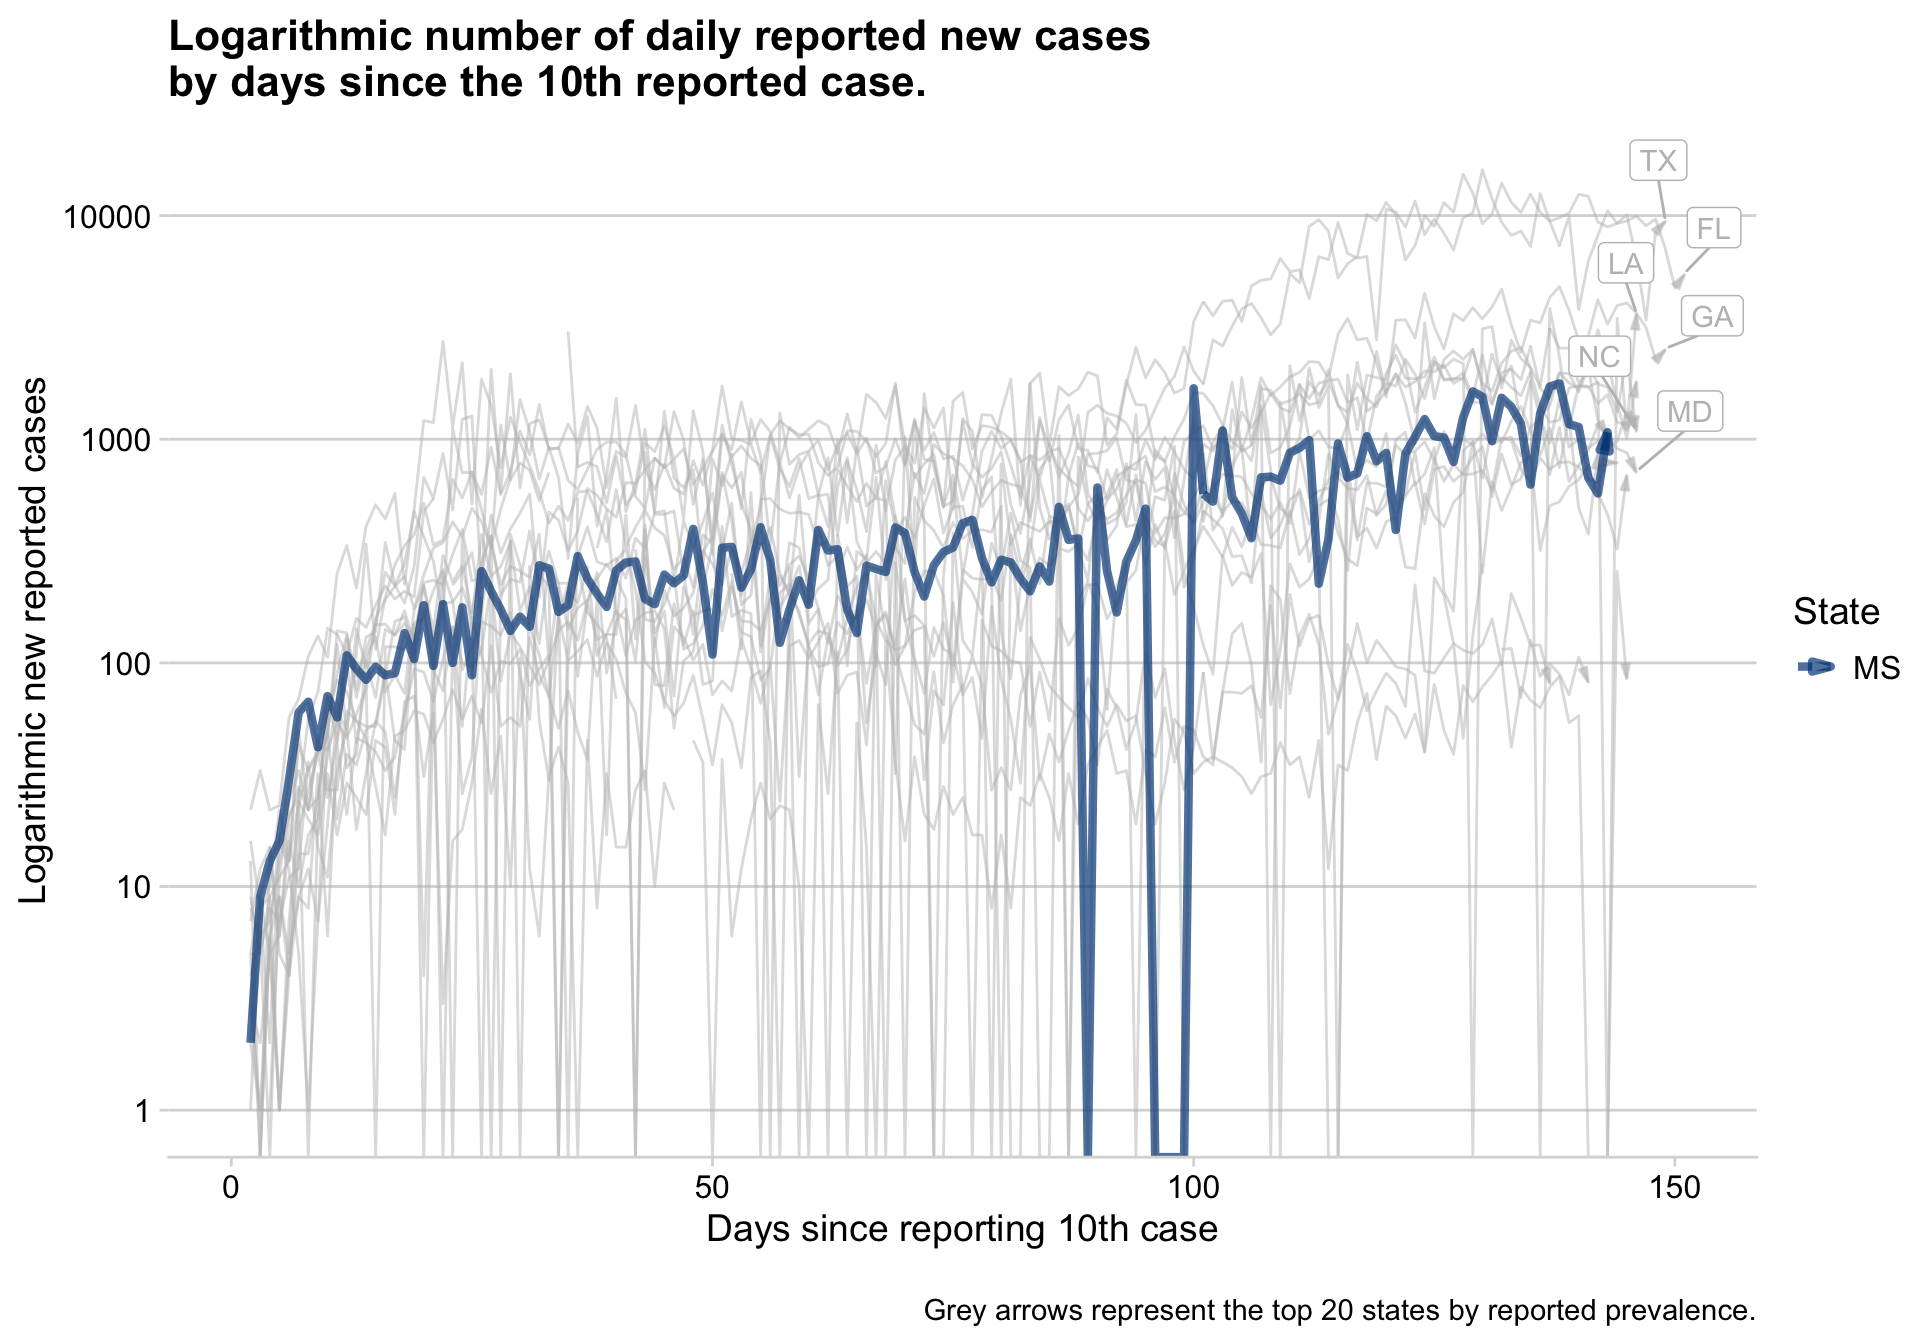 Logarithmic number of daily reported new cases
by days since the 10th reported case.
TX
10000
FL
LA
GA
NC
MD
1000
Logarithmic new reported cases
State
MS
100
10
1
0
50
100
150
Days since reporting 10th case
Grey arrows represent the top 20 states by reported prevalence.